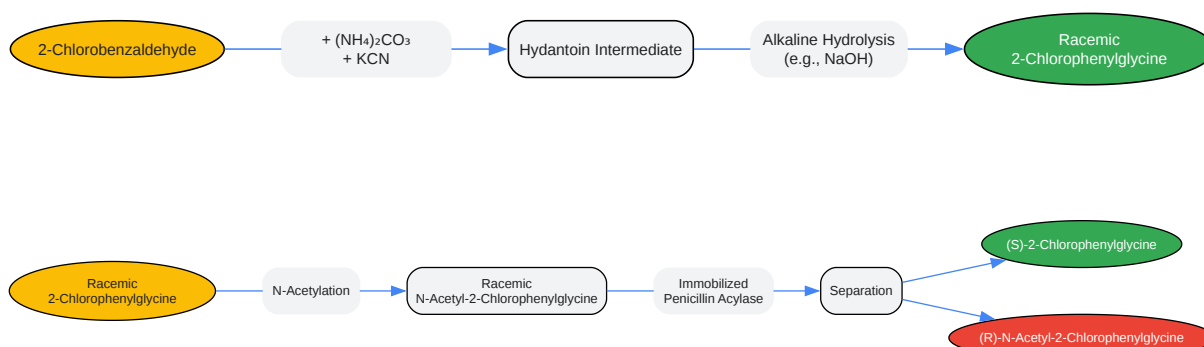 2-Chlorobenzaldehyde
+ (NH₄)₂CO₃
+ KCN
Hydantoin Intermediate
Alkaline Hydrolysis
(e.g., NaOH)
Racemic
2-Chlorophenylglycine
Racemic
2-Chlorophenylglycine
N-Acetylation
Racemic
N-Acetyl-2-Chlorophenylglycine
Immobilized
Penicillin Acylase
Separation
(S)-2-Chlorophenylglycine
(R)-N-Acetyl-2-Chlorophenylglycine